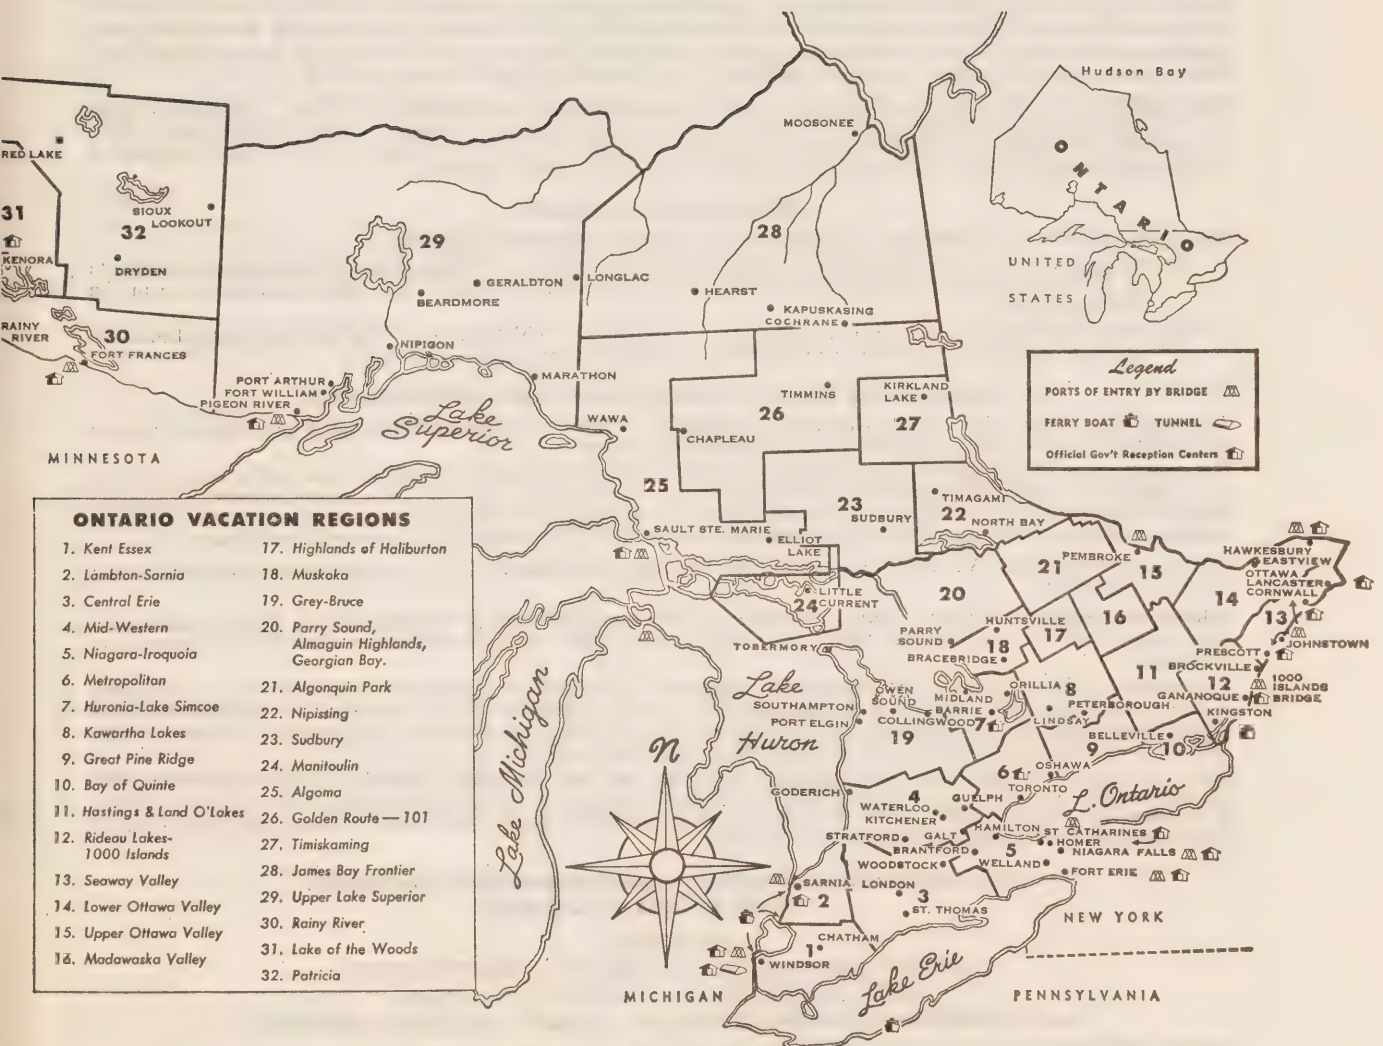 Hudson Bay
MOOSONEE
ONTARIO
RED LAKE
31
SIOUX
LOOKOUT
32
29
28
KENORA
DRYDEN
UNITED
STATES
GERALDTON
LONGLAC
BEARDMORE
HEARST
KAPUSKASING
COCHRANE
RAINY
RIVER
30
FORT FRANCES
NIPIGON
Legend
PORTS OF ENTRY BY BRIDGE
FERRY BOAT
TUNNEL
Official Gov't Reception Centers
PORT ARTHUR
FORT WILLIAM
PIGEON RIVER
MARATHON
TIMMINS
KIRKLAND
LAKE
26
27
Lake
Superior
WAWA
CHAPLEAU
MINNESOTA
25
23
SUDBURY
TIMAGAMI
22
NORTH BAY
SAULT STE. MARIE
ELLIOT
LAKE
ONTARIO VACATION REGIONS
1. Kent Essex
2. Lambton-Sarnia
3. Central Erie
4. Mid-Western
5. Niagara-Iroquoia
6. Metropolitan
7. Huronia-Lake Simcoe
8. Kawartha Lakes
9. Great Pine Ridge
10. Bay of Quinte
11. Hastings & Land O'Lakes
12. Rideau Lakes-
1000 Islands
13. Seaway Valley
14. Lower Ottawa Valley
15. Upper Ottawa Valley
16. Madawaska Valley
17. Highlands of Haliburton
18. Muskoka
19. Grey-Bruce
20. Parry Sound,
Almaguin Highlands,
Georgian Bay.
21. Algonquin Park
22. Nipissing
23. Sudbury
24. Manitoulin
25. Algoma
26. Golden Route—101
27. Timiskaming
28. James Bay Frontier
29. Upper Lake Superior
30. Rainy River
31. Lake of the Woods
32. Patricia
21
PEMBROKE
15
HAWKESBURY
EASTVIEW
OTTAWA
LANCASTER
CORNWALL
14
13
24
LITTLE
CURRENT
20
16
HUNTSVILLE
PARRY
SOUND
18
17
BRACEBRIDGE
TOBERMORY
JOHNSTOWN
PRESCOTT
BROCKVILLE
11
12
1000
ISLANDS
BRIDGE
GANANOQUE
KINGSTON
Lake
Huron
SOUTHAMPTON
PORT ELGIN
OWEN
SOUND
MIDLAND
BARRIE
ORILLIA
8
COLLINGWOOD
7
PETERBOROUGH
LINDSAY
19
BELLEVILLE
9
10
Lake Michigan
N
GODERICH
6
OSHAWA
TORONTO
L. Ontario
4
GUELPH
WATERLOO
KITCHENER
STRATFORD
GALT
HAMILTON
ST CATHARINES
HOMER
BRANTFORD
5
NIAGARA FALLS
WOODSTOCK
WELLAND
FORT ERIE
SARNIA
2
LONDON
3
ST. THOMAS
NEW YORK
CHATHAM
1
WINDSOR
Lake Erie
MICHIGAN
PENNSYLVANIA